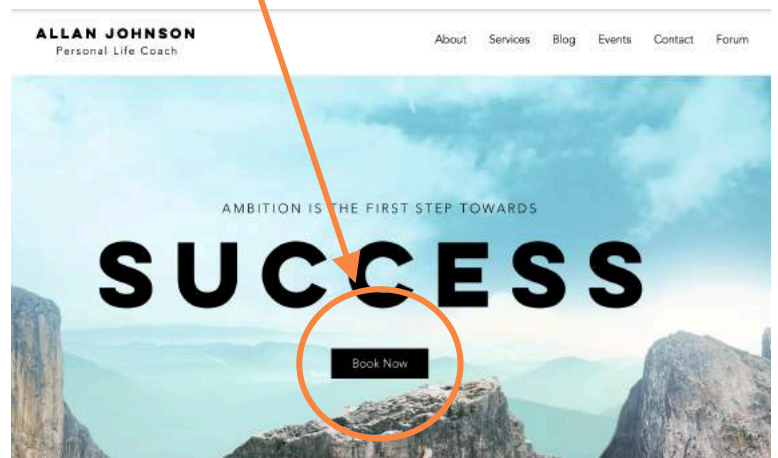 ALLAN JOHNSON
Personal Life Coach
About Services Blog Events Contact Forum
AMBITION IS THE FIRST STEP TOWARDS
SUCCESS
Book Now